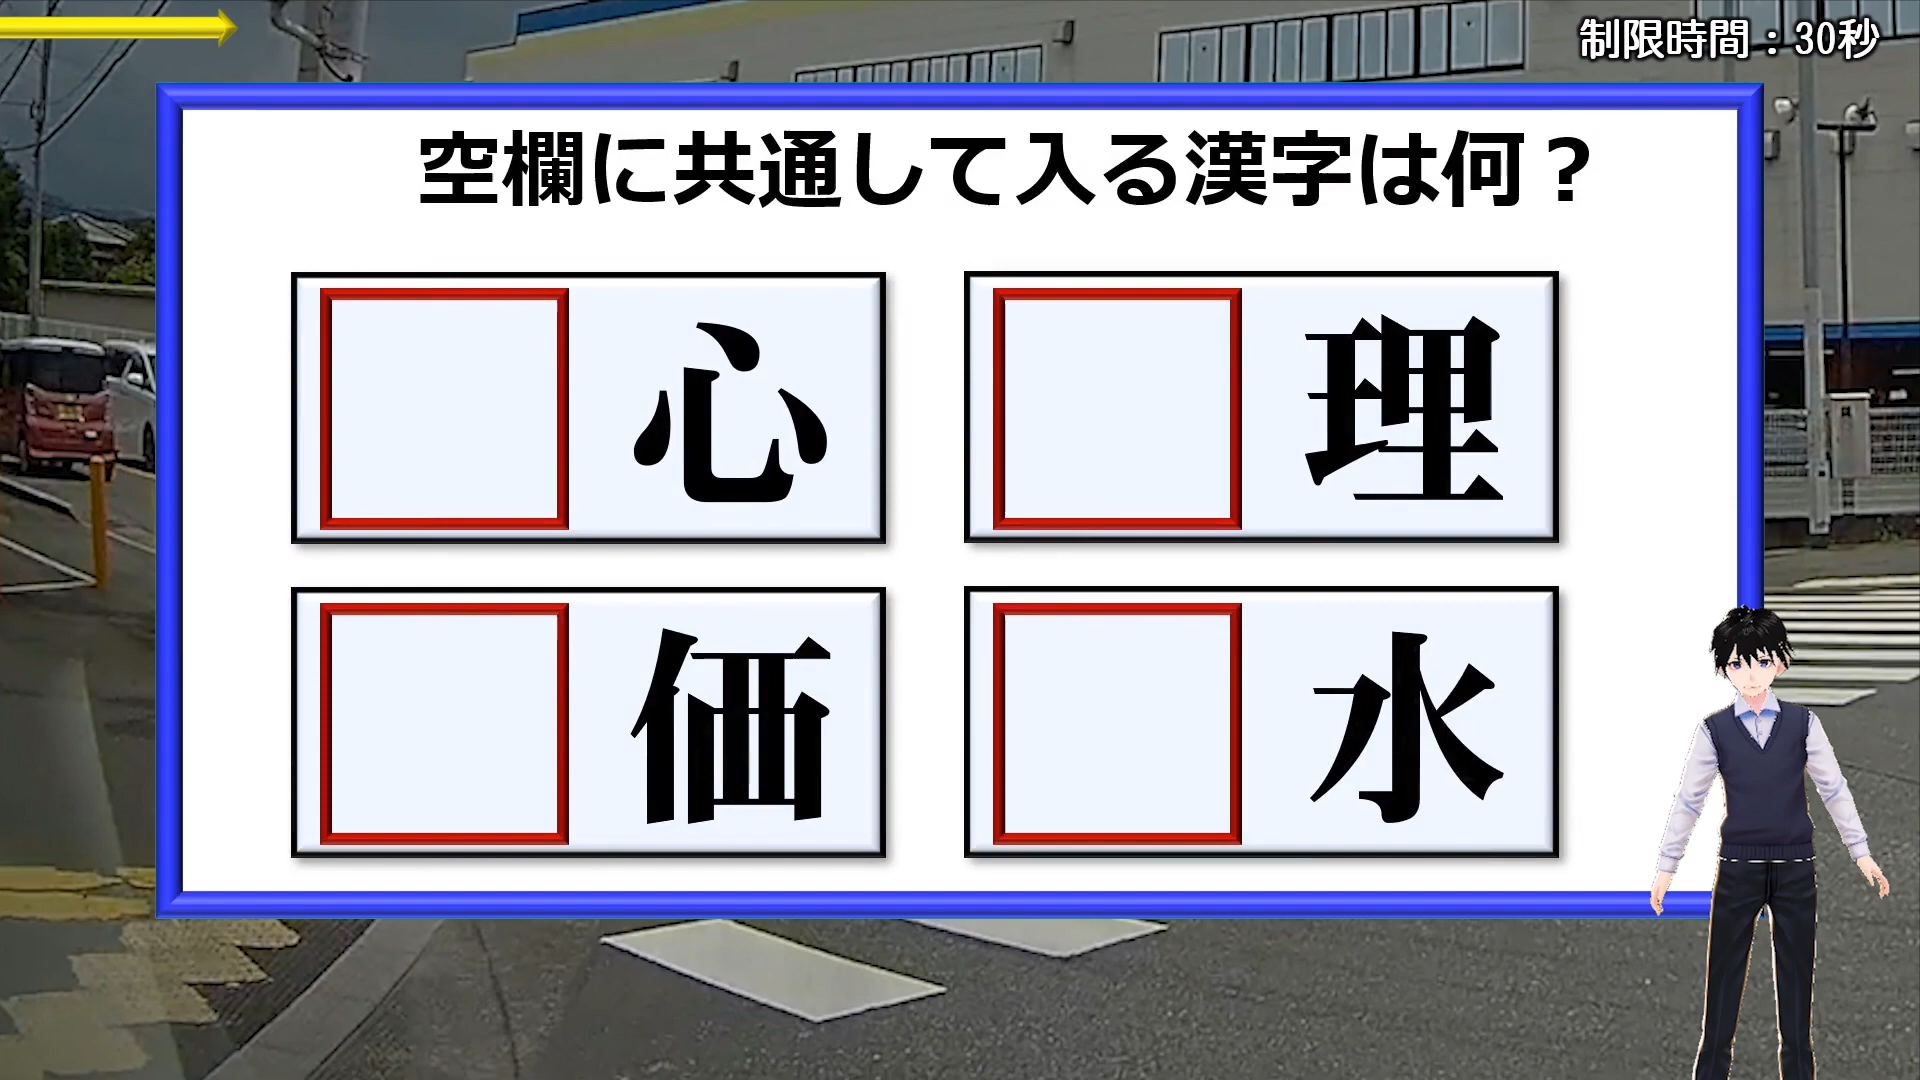 制限時間：30秒
空欄に共通して入る漢字は何？
心
理
価
水